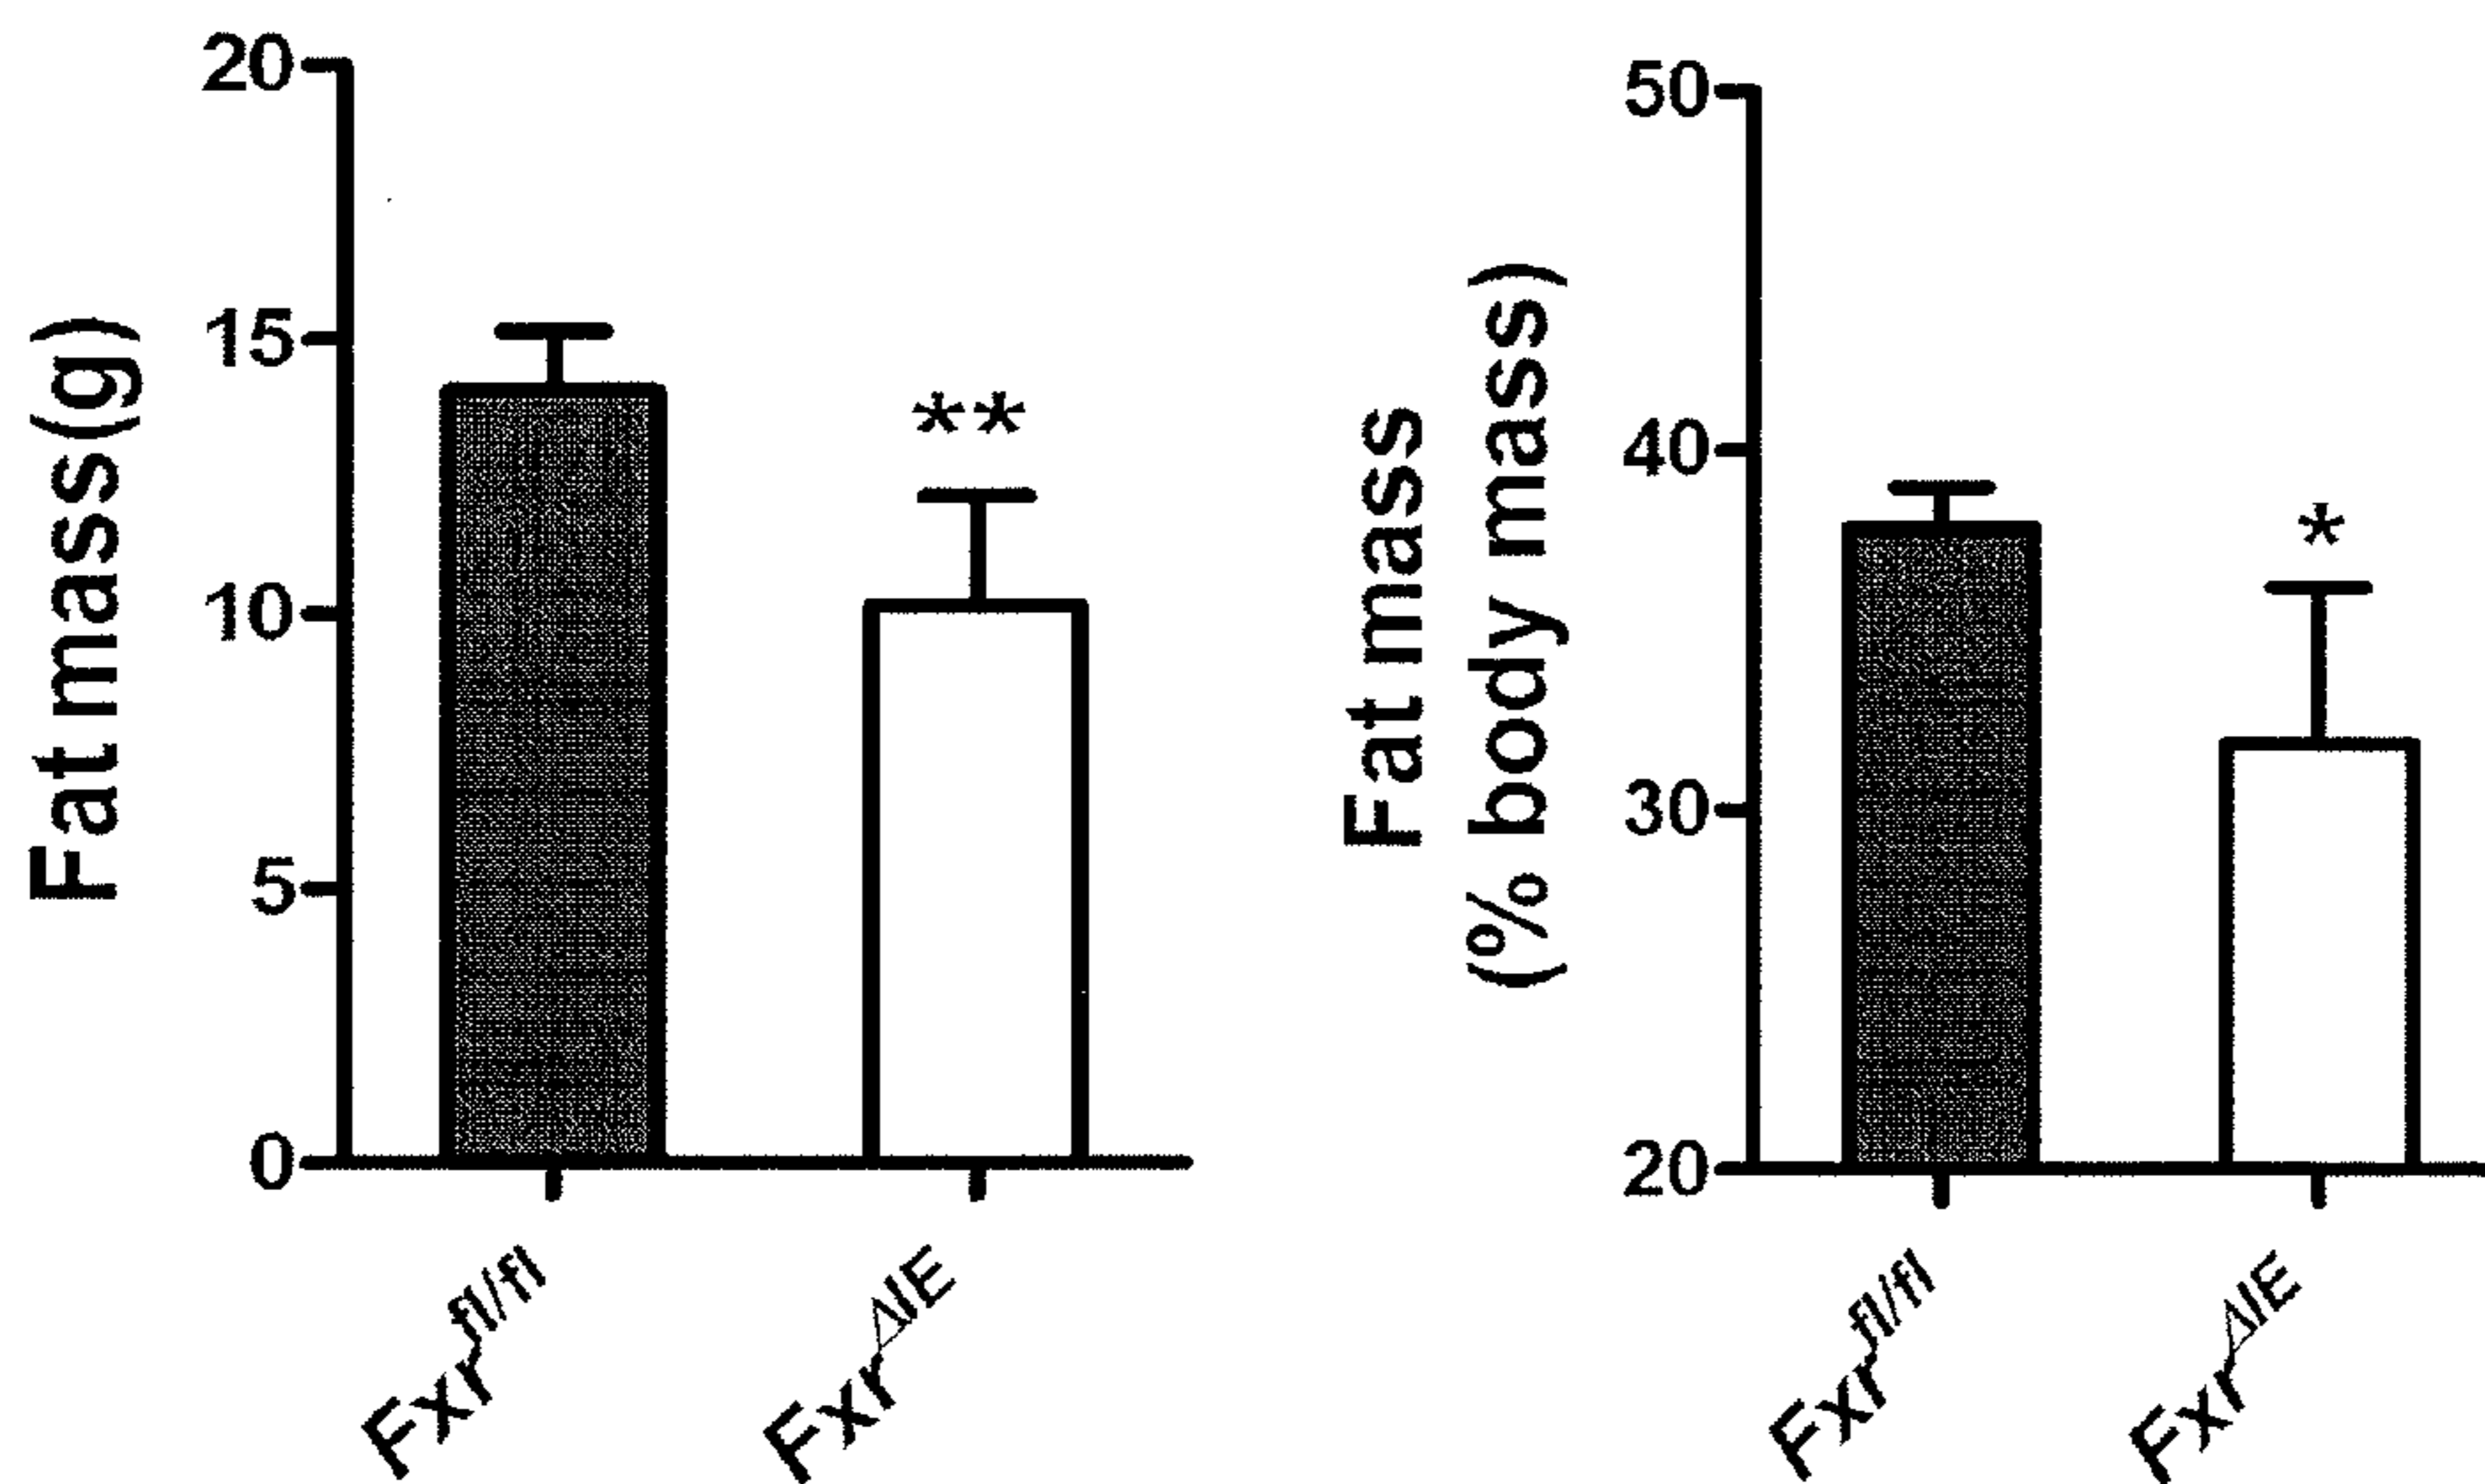 Fat mass(g)
20
15
10
5
0
**
Fxr^fl/fl
Fxr^ΔIE
Fat mass
(% body mass)
50
40
30
20
*
Fxr^fl/fl
Fxr^ΔIE